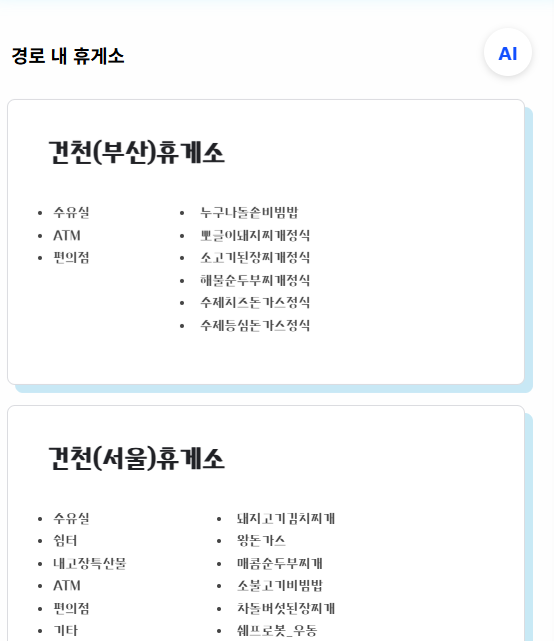 경로 내 휴게소
AI
건천(부산)휴게소
수유실
ATM
편의점
누구나돌솥비빔밥
뽀글이돼지찌개정식
소고기된장찌개정식
해물순두부찌개정식
수제치즈돈가스정식
수제등심돈가스정식
건천(서울)휴게소
수유실
쉼터
내고장특산물
ATM
편의점
기타
돼지고기김치찌개
왕돈가스
매콤순두부찌개
소불고기비빔밥
차돌버섯된장찌개
쉐프로봇_우동